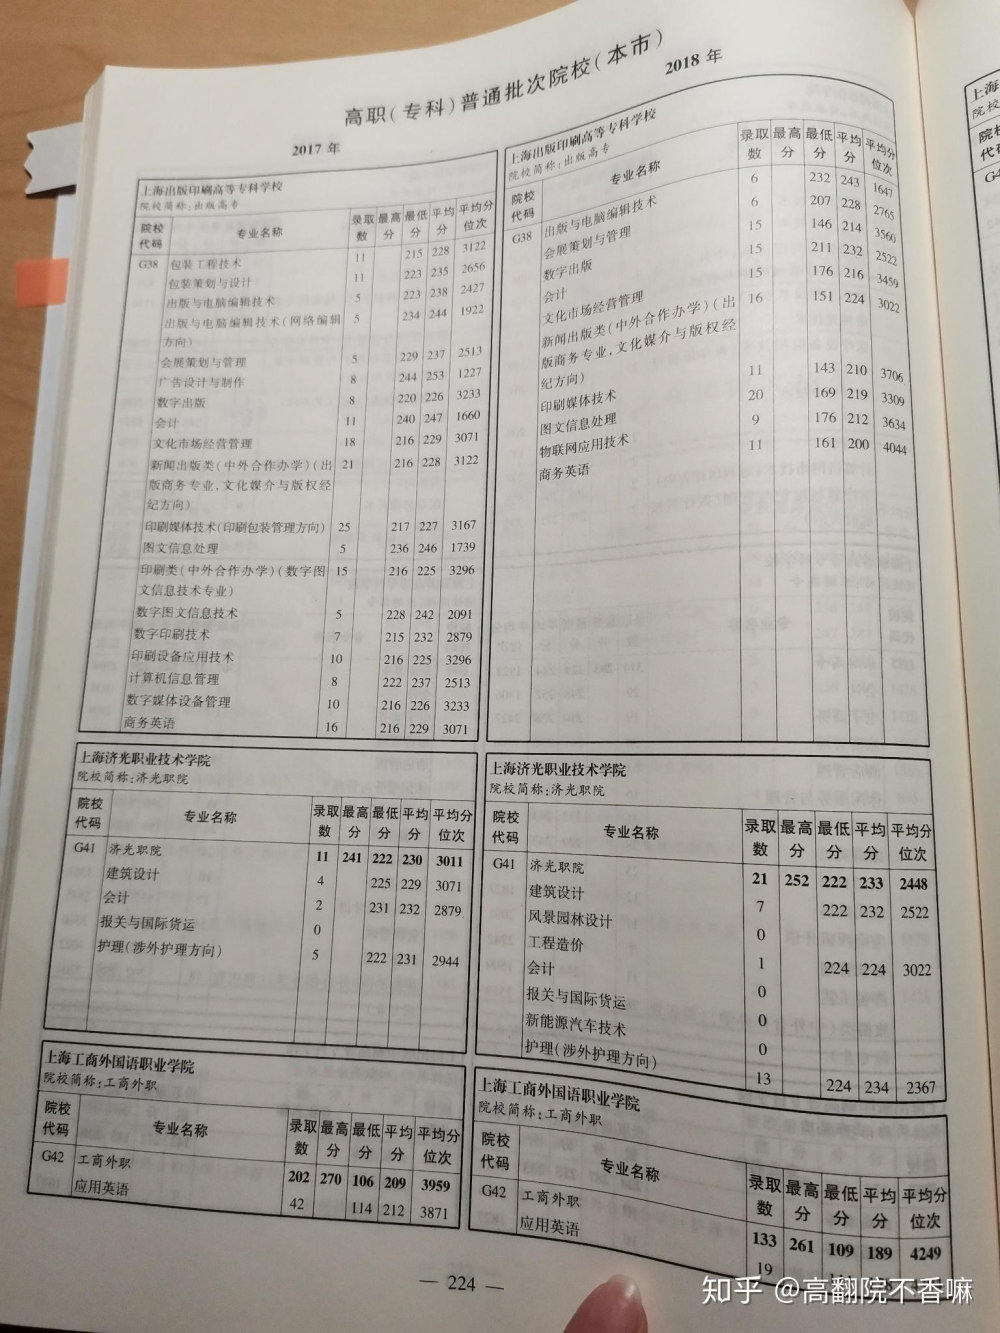 高职(专科)普通批次院校(本市)
2017 年
上海出版印刷高等专科学校
院校简称:出版高专
院校代码 专业名称 录取数 最高分 最低分 平均分 平均分位次
G38 包装工程技术 11 215 228 3122
包装策划与设计 11 223 235 2656
出版与电脑编辑技术 5 223 238 2427
出版与电脑编辑技术(网络编辑 5 234 244 1922
方向)
会展策划与管理 5 229 237 2513
广告设计与制作 8 244 253 1227
数字出版 8 220 226 3233
会计 11 240 247 1660
文化市场经营管理 18 216 229 3071
新闻出版类(中外合作办学)(出 21 216 228 3122
版商务专业,文化媒介与版权经
纪方向)
印刷媒体技术(印刷包装管理方向) 25 217 227 3167
图文信息处理 5 236 246 1739
印刷类(中外合作办学)(数字图 15 216 225 3296
文信息技术专业)
数字图文信息技术 5 228 242 2091
数字印刷技术 7 215 232 2879
印刷设备应用技术 10 216 225 3296
计算机信息管理 8 222 237 2513
数字媒体设备管理 10 216 226 3233
商务英语 16 216 229 3071
上海济光职业技术学院
院校简称:济光职院
院校代码 专业名称 录取数 最高分 最低分 平均分 平均分位次
G41 济光职院 11 241 222 230 3011
建筑设计 4 225 229 3071
会计 2 231 232 2879
报关与国际货运 0
护理(涉外护理方向) 5 222 231 2944
上海工商外国语职业学院
院校简称:工商外职
院校代码 专业名称 录取数 最高分 最低分 平均分 平均分位次
G42 工商外职 202 270 106 209 3959
应用英语 42 114 212 3871
2018 年
上海出版印刷高等专科学校
院校简称:出版高专
院校代码 专业名称 录取数 最高分 最低分 平均分 平均分位次
G38 出版与电脑编辑技术 6 232 243 1647
会展策划与管理 6 207 228 2765
数字出版 15 146 214 3560
会计 15 211 232 2522
文化市场经营管理 15 176 216 3459
新闻出版类(中外合作办学)(出 16 151 224 3022
版商务专业,文化媒介与版权经
纪方向)
印刷媒体技术 11 143 210 3706
图文信息处理 20 169 219 3309
物联网应用技术 9 176 212 3634
商务英语 11 161 200 4044
上海济光职业技术学院
院校简称:济光职院
院校代码 专业名称 录取数 最高分 最低分 平均分 平均分位次
G41 济光职院 21 252 222 233 2448
建筑设计 7 222 232 2522
风景园林设计 0
工程造价 1 224 224 3022
会计 0
报关与国际货运 0
新能源汽车技术 0
护理(涉外护理方向) 13 224 234 2367
上海工商外国语职业学院
院校简称:工商外职
院校代码 专业名称 录取数 最高分 最低分 平均分 平均分位次
G42 工商外职 133 261 109 189 4249
应用英语 19
— 224 —
上海
院校
院校
代码
G4
知乎 @高翻院不香嘛